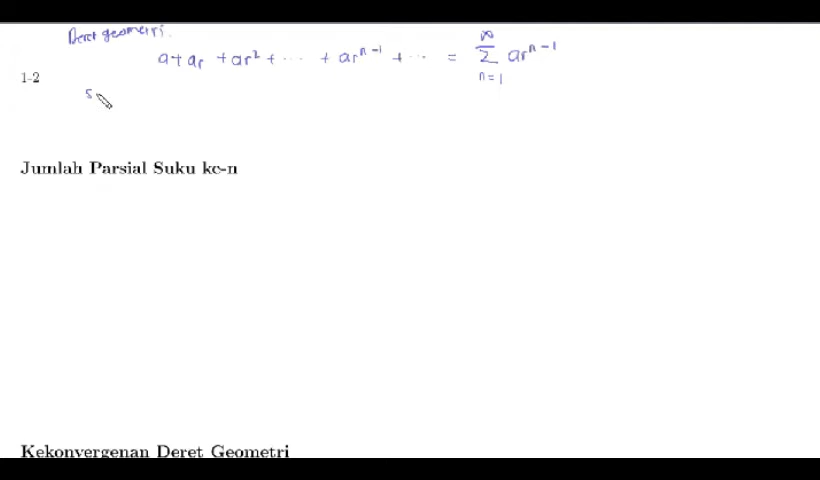 Deret geometri.
a + ar + ar² + ... + arⁿ⁻¹ + ... = ∑_{n=1}^{∞} arⁿ⁻¹
1-2
s
Jumlah Parsial Suku ke-n
Kekonvergenan Deret Geometri